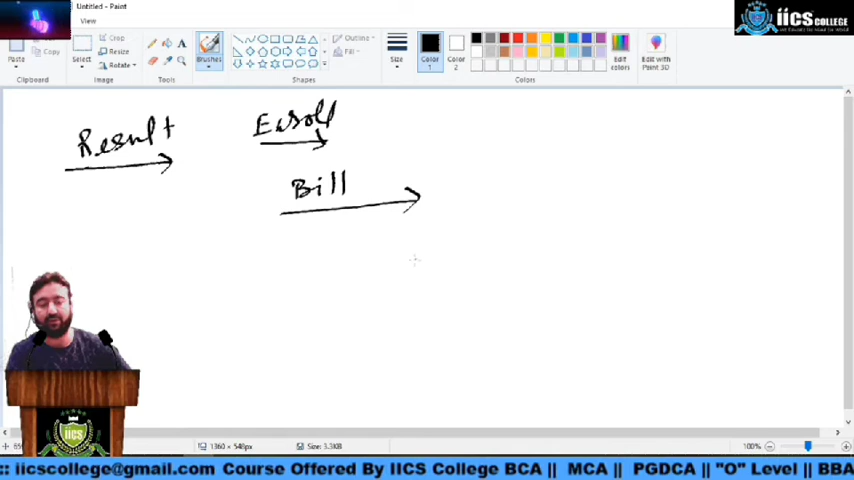 Untitled - Paint
View
Paste
Copy
Clipboard
Select
Crop
Resize
Rotate
Image
A
Tools
Brushes
Outline
Fill
Shapes
Size
Color 1
Color 2
Edit colors
Edit with Paint 3D
Colors
iics COLLEGE
Result
Enroll
Bill
iics
1360 × 548px
Size: 3.3KB
100%
:: iicscollege@gmail.com Course Offered By IICS College BCA || MCA || PGDCA || "O" Level || BBA